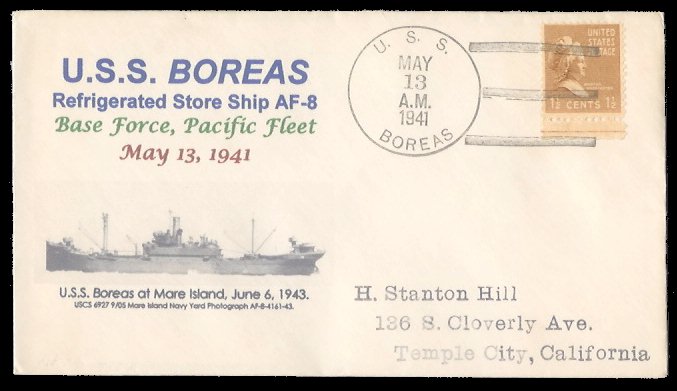 U.S.S. BOREAS
Refrigerated Store Ship AF-8
Base Force, Pacific Fleet
May 13, 1941
U. S. S.
MAY
13
A.M.
1941
BOREAS
UNITED
STATES
POSTAGE
1½ CENTS 1½
U.S.S. Boreas at Mare Island, June 6, 1943.
USCS 6927 9/05 Mare Island Navy Yard Photograph AF-8-4161-43.
H. Stanton Hill
136 S. Cloverly Ave.
Temple City, California